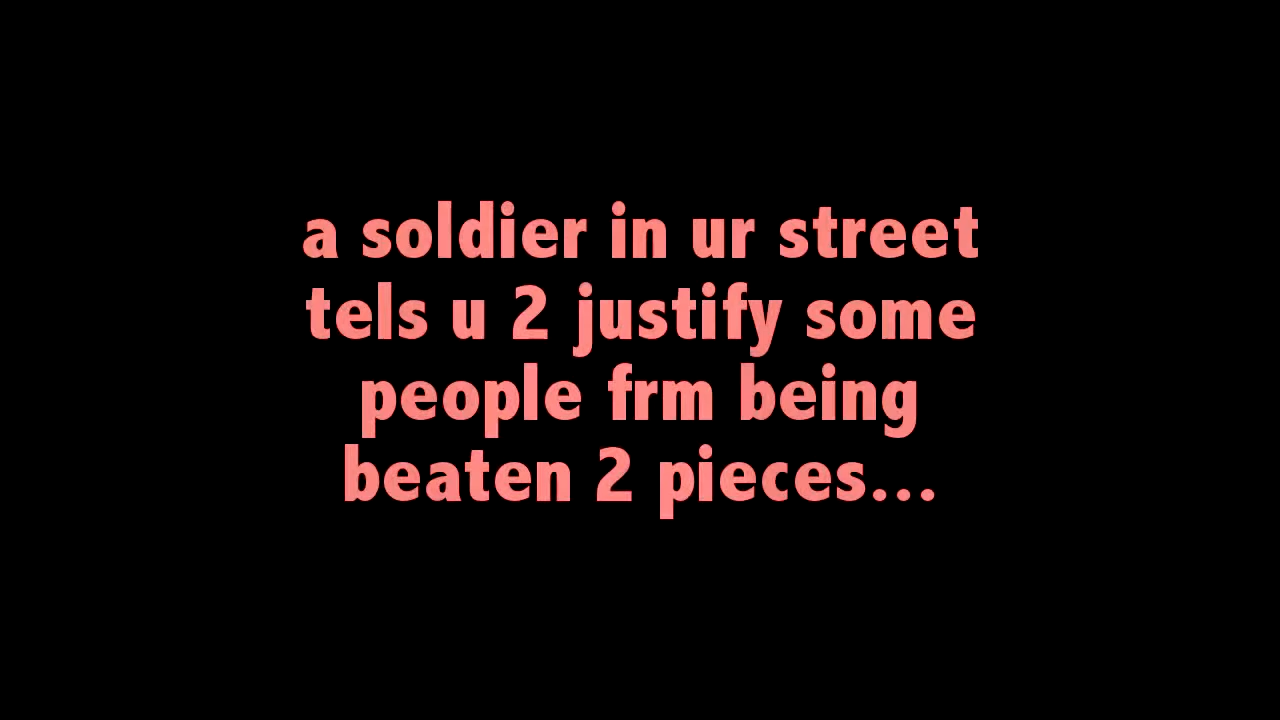 a soldier in ur street
tels u 2 justify some
people frm being
beaten 2 pieces...